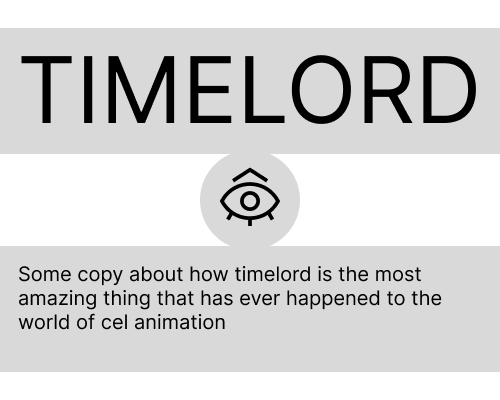 TIMELORD
Some copy about how timelord is the most
amazing thing that has ever happened to the
world of cel animation